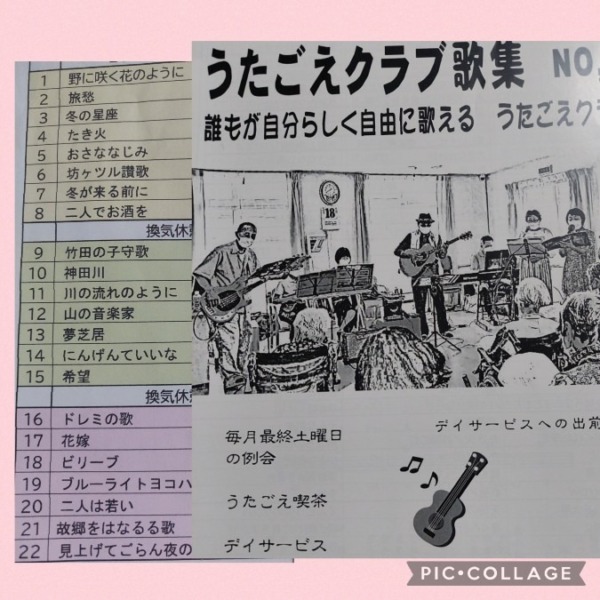 1 野に咲く花のように
2 旅愁
3 冬の星座
4 たき火
5 おさななじみ
6 坊ヶツル讃歌
7 冬が来る前に
8 二人でお酒を
換気休
9 竹田の子守歌
10 神田川
11 川の流れのように
12 山の音楽家
13 夢芝居
14 にんげんていいな
15 希望
換気休
16 ドレミの歌
17 花嫁
18 ビリーブ
19 ブルーライトヨコハ
20 二人は若い
21 故郷をはなるる歌
22 見上げてごらん夜の
うたごえクラブ歌集 NO.
誰もが自分らしく自由に歌える うたごえク
18
毎月最終土曜日
の例会
デイサービスへの出前
うたごえ喫茶
デイサービス
PIC•COLLAGE